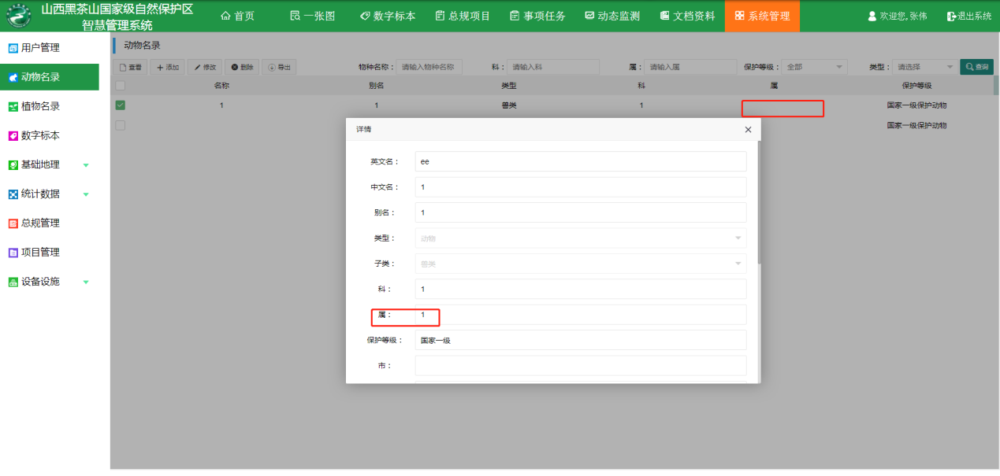 山西黑茶山国家级自然保护区
智慧管理系统
首页 一张图 数字标本 总规项目 事项任务 动态监测 文档资料 系统管理 欢迎您,张伟 退出系统
用户管理
动物名录
植物名录
数字标本
基础地理
统计数据
总规管理
项目管理
设备设施
动物名录
查看 添加 修改 删除 导出 物种名称： 请输入物种名称 科： 请输入科 属： 请输入属 保护等级： 全部 类型： 请选择 查询
名称 别名 类型 科 属 保护等级
1 1 兽类 1 国家一级保护动物
国家一级保护动物
详情
英文名： ee
中文名： 1
别名： 1
类型： 动物
子类： 兽类
科： 1
属： 1
保护等级： 国家一级
市：